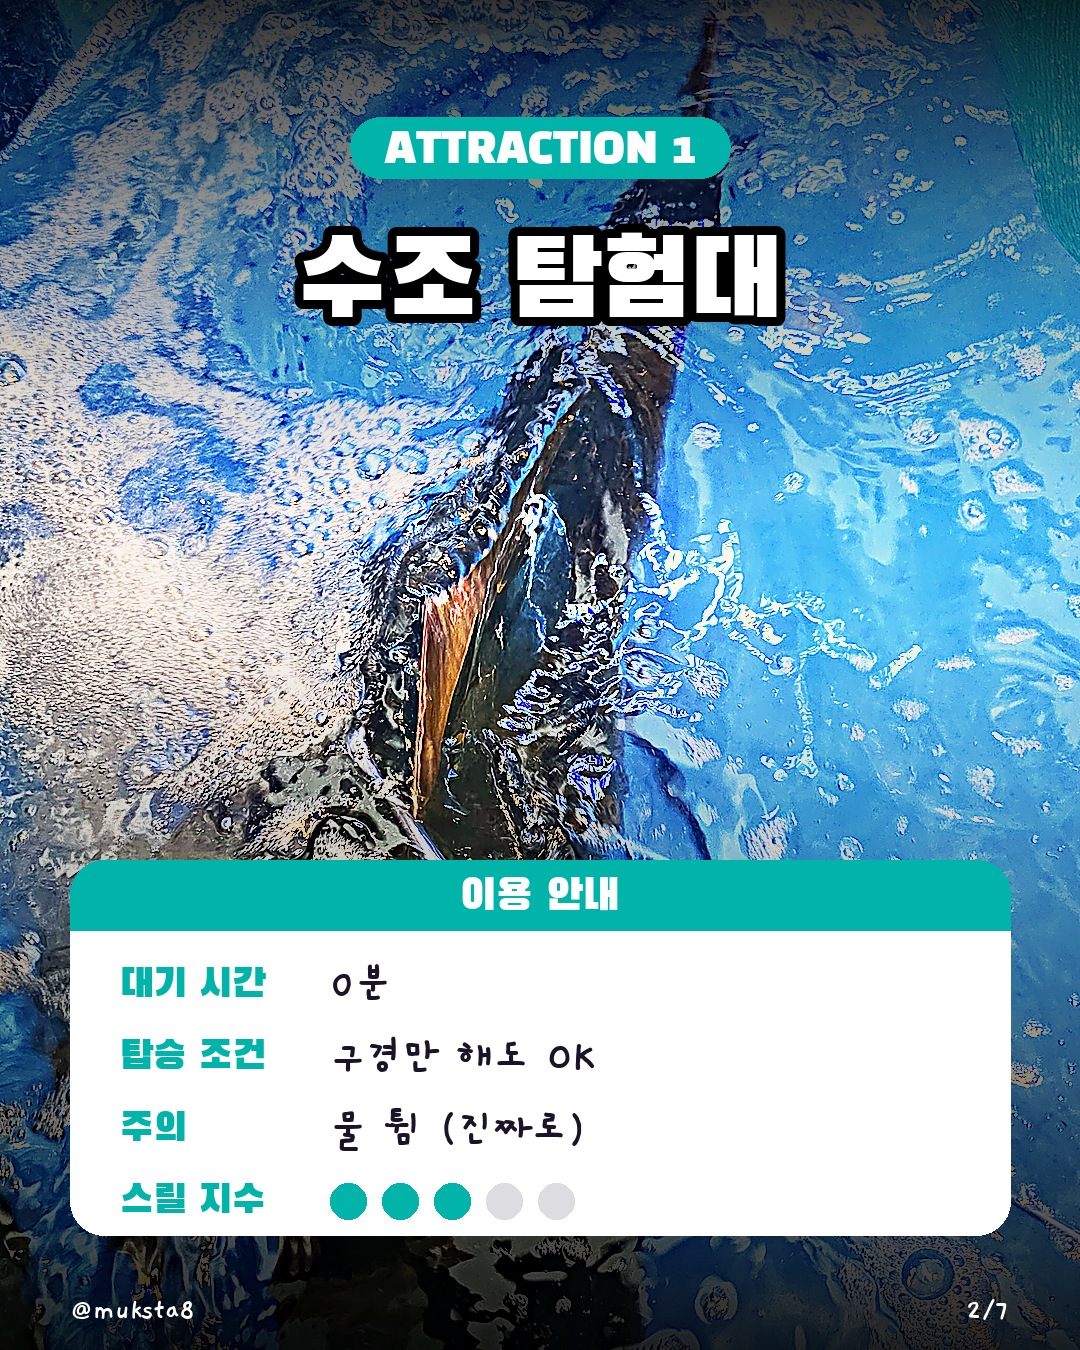 ATTRACTION 1
수조 탐험대
이용 안내
대기 시간 0분
탑승 조건 구경만 해도 OK
주의 물 튐 (진짜로)
스릴 지수
@muksta8
2/7